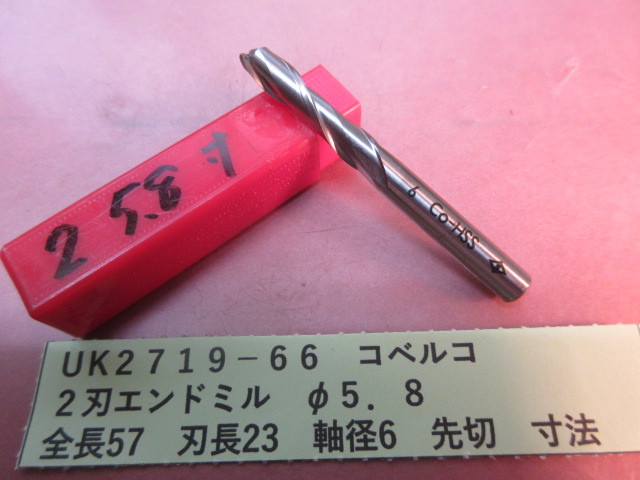 2 5.8 寸
6 Co-HSS
UK2719-66 コベルコ
2刃エンドミル φ5.8
全長57 刃長23 軸径6 先切 寸法